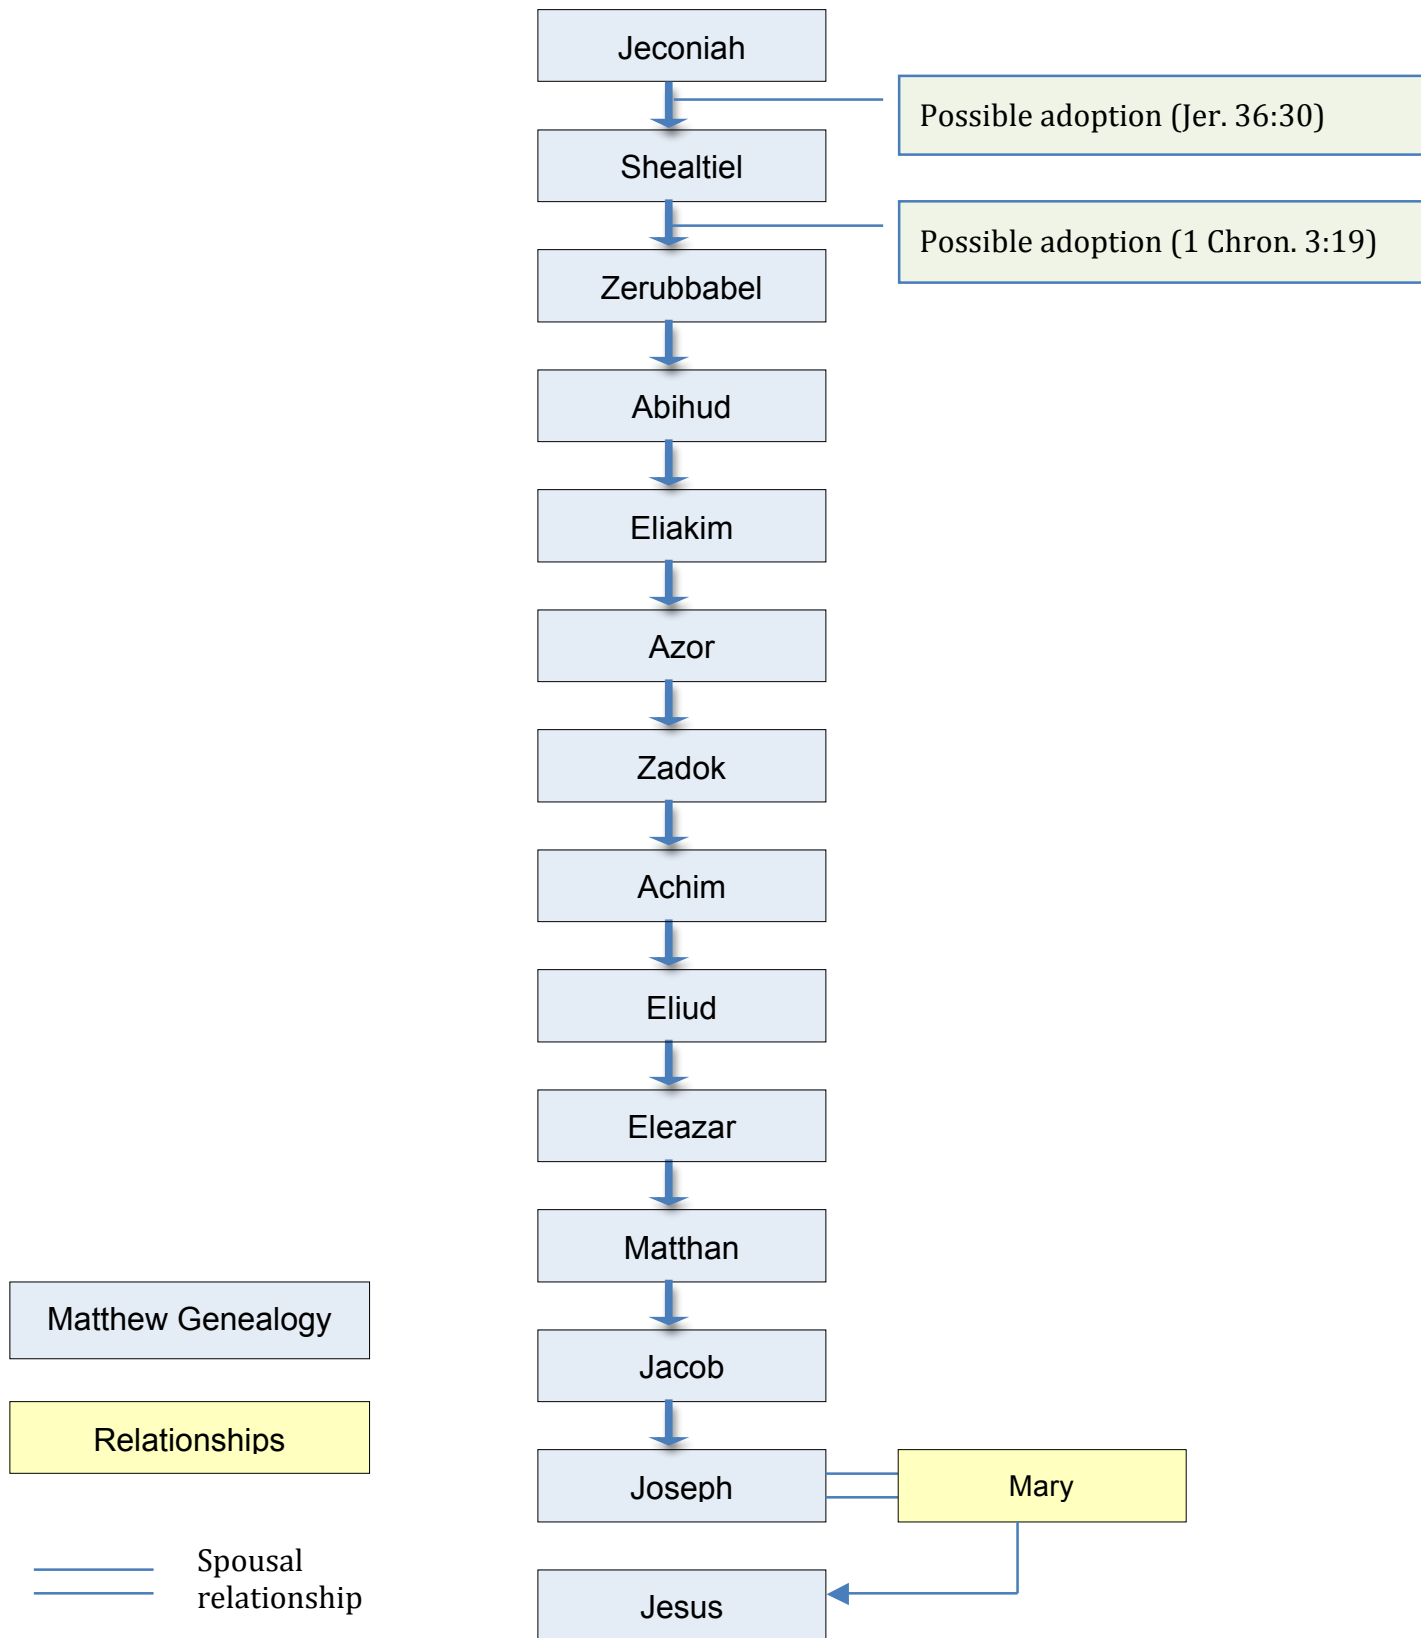 Jeconiah
Possible adoption (Jer. 36:30)
Shealtiel
Possible adoption (1 Chron. 3:19)
Zerubbabel
Abihud
Eliakim
Azor
Zadok
Achim
Eliud
Eleazar
Matthan
Matthew Genealogy
Jacob
Relationships
Joseph
Mary
Spousal
relationship
Jesus